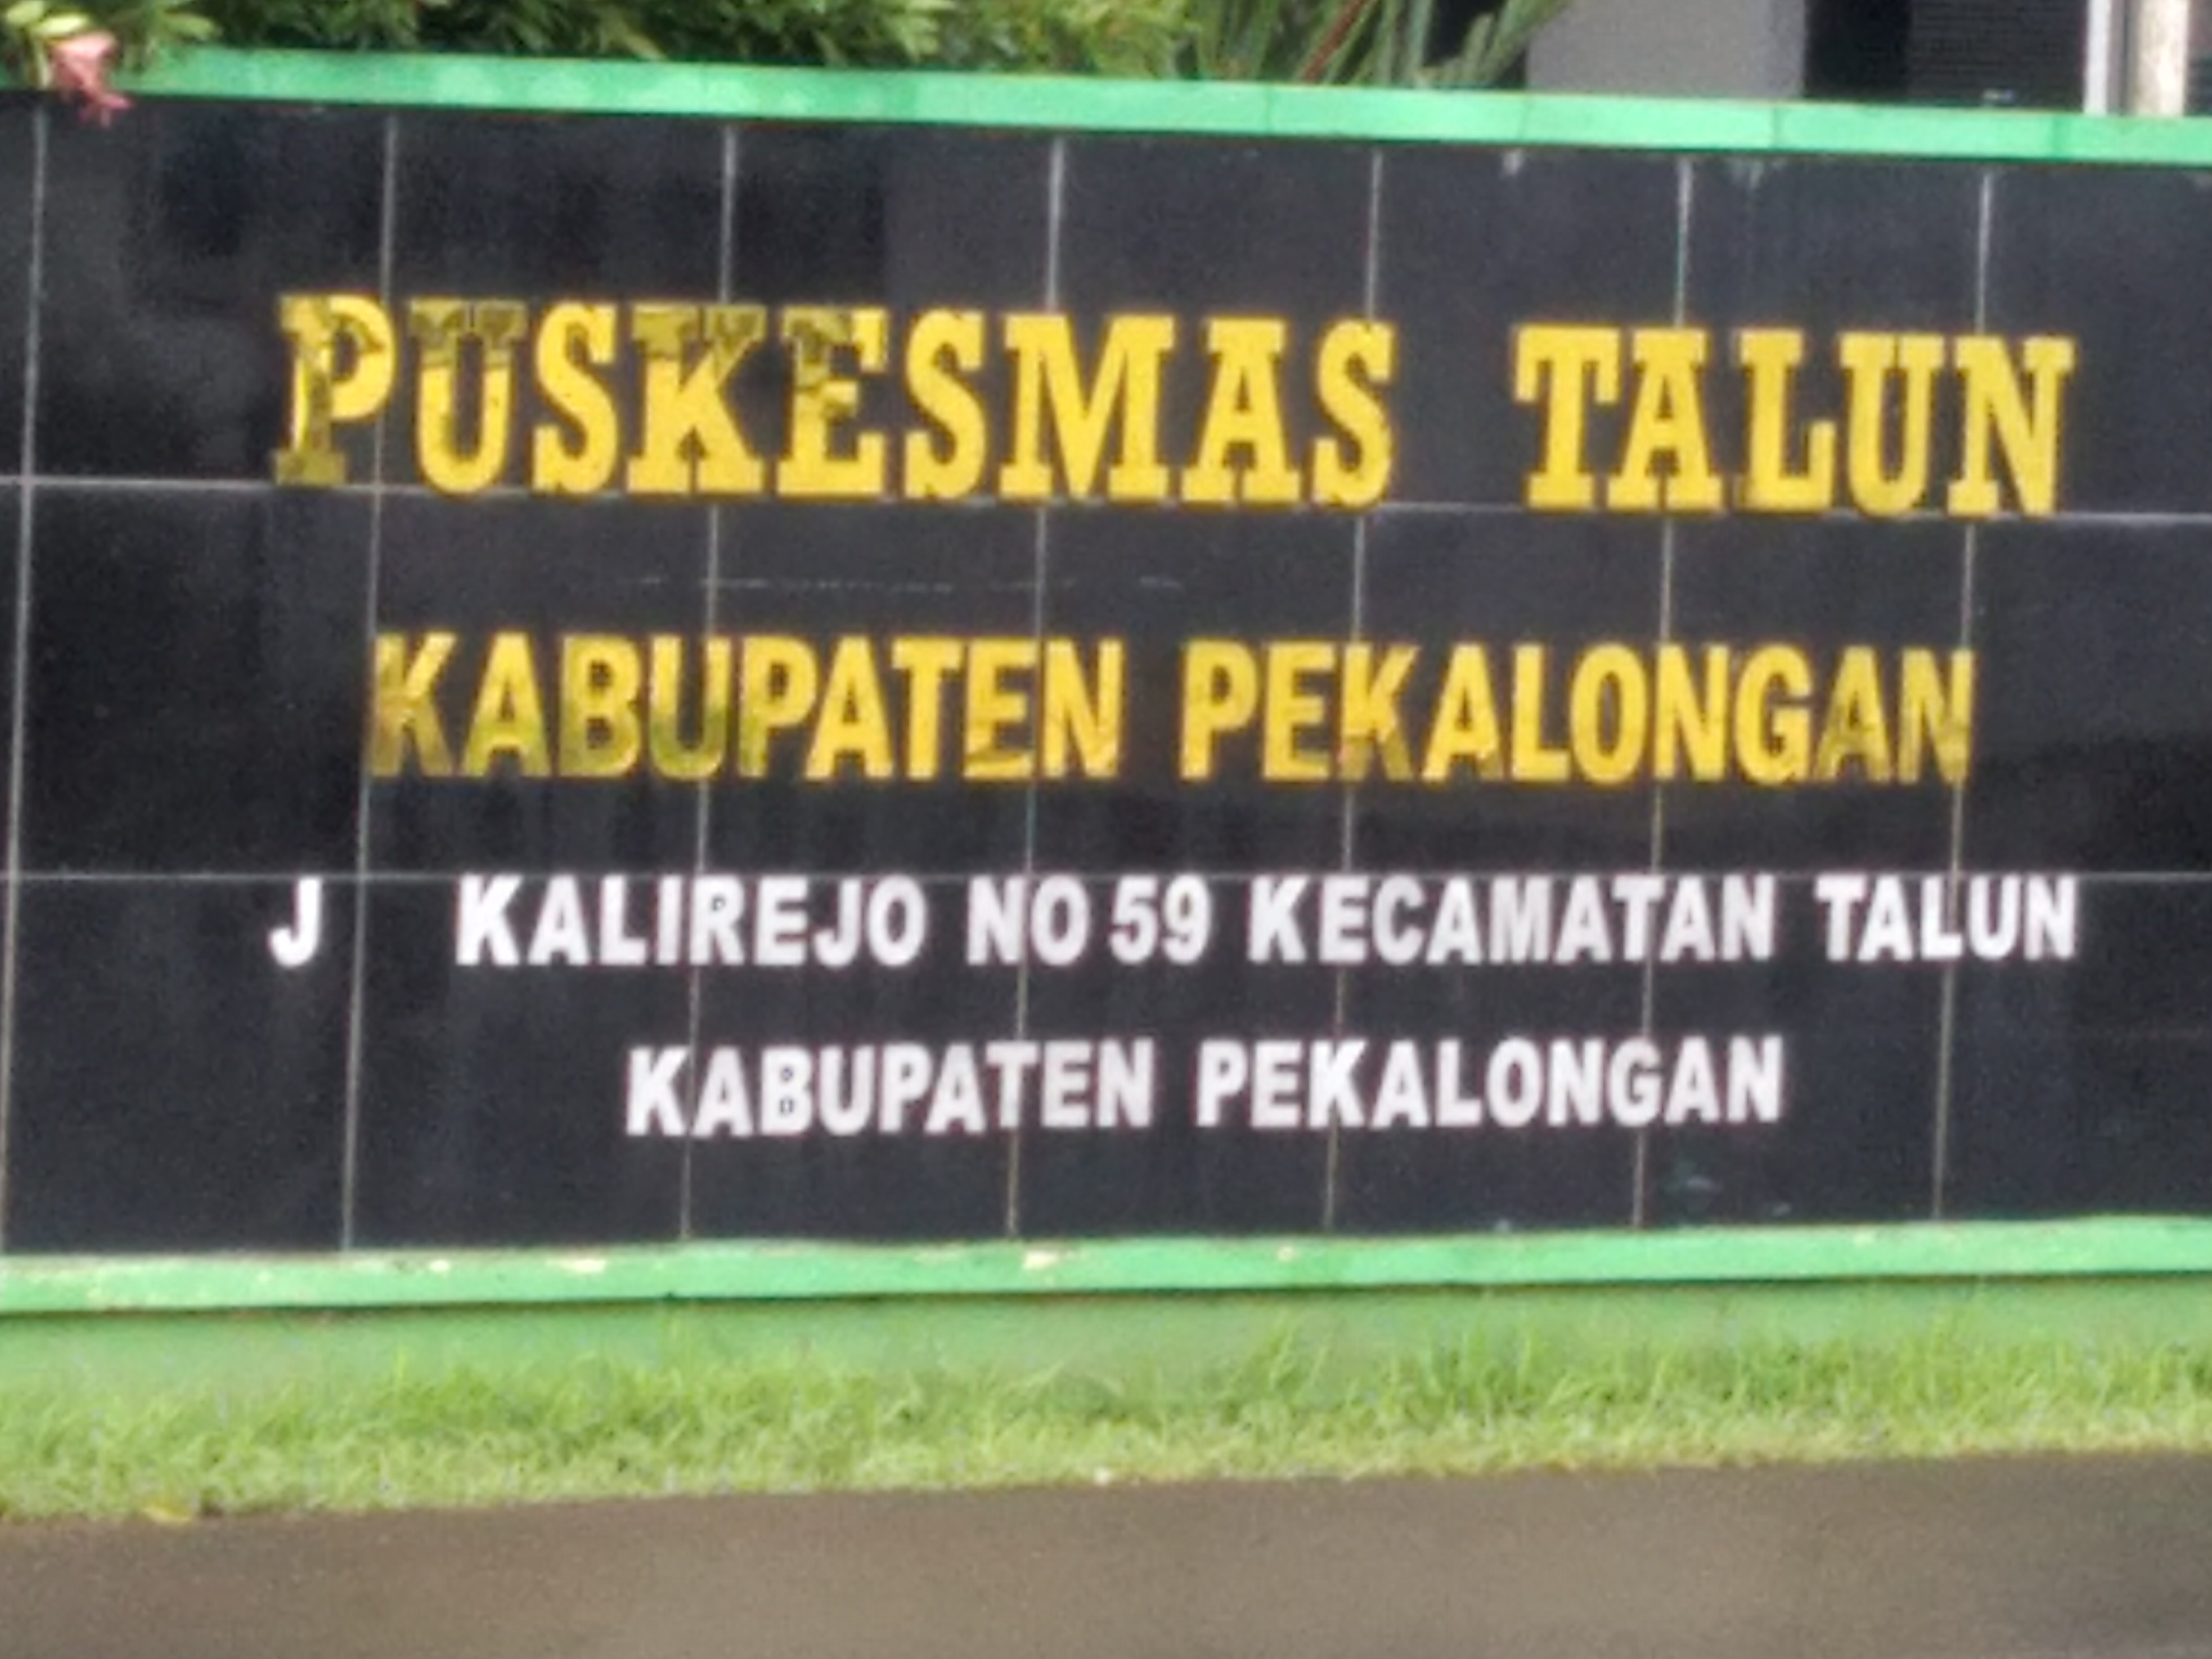 PUSKESMAS TALUN
KABUPATEN PEKALONGAN
J KALIREJO NO 59 KECAMATAN TALUN
KABUPATEN PEKALONGAN